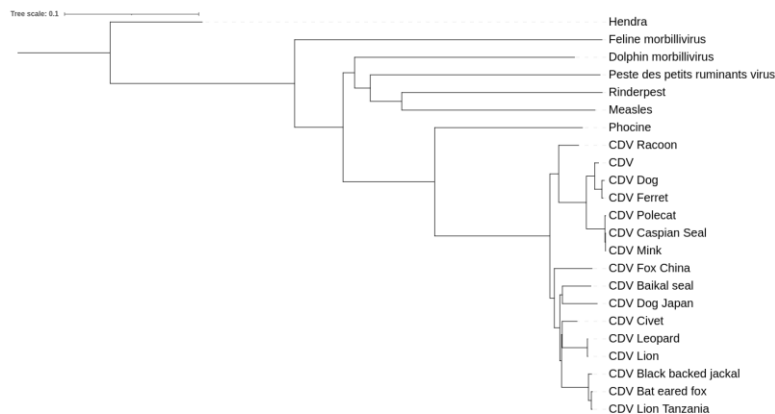 Tree scale: 0.1
Hendra
Feline morbillivirus
Dolphin morbillivirus
Peste des petits ruminants virus
Rinderpest
Measles
Phocine
CDV Racoon
CDV
CDV Dog
CDV Ferret
CDV Polecat
CDV Caspian Seal
CDV Mink
CDV Fox China
CDV Baikal seal
CDV Dog Japan
CDV Civet
CDV Leopard
CDV Lion
CDV Black backed jackal
CDV Bat eared fox
CDV Lion Tanzania